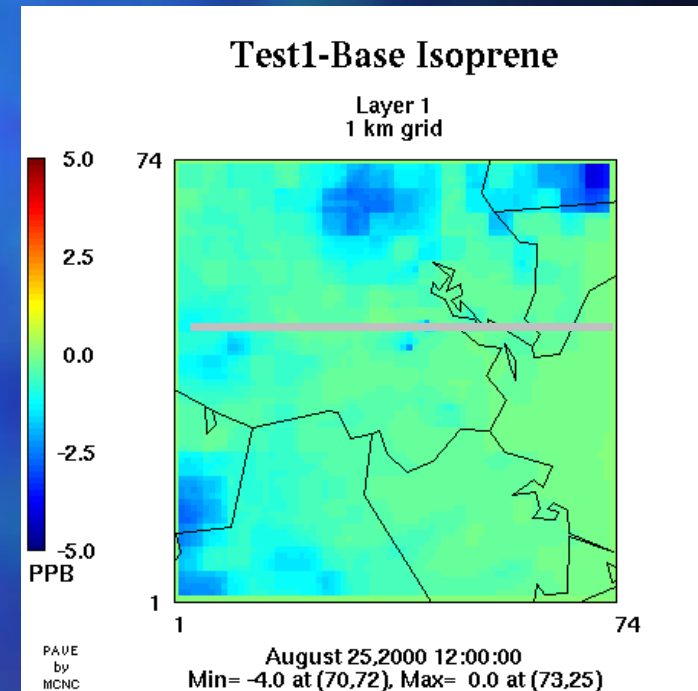 Test1-Base Isoprene
Layer 1
1 km grid
5.0
2.5
0.0
-2.5
-5.0
PPB
74
1
1
74
PAVE
by
MCNC
August 25,2000 12:00:00
Min= -4.0 at (70,72), Max= 0.0 at (73,25)